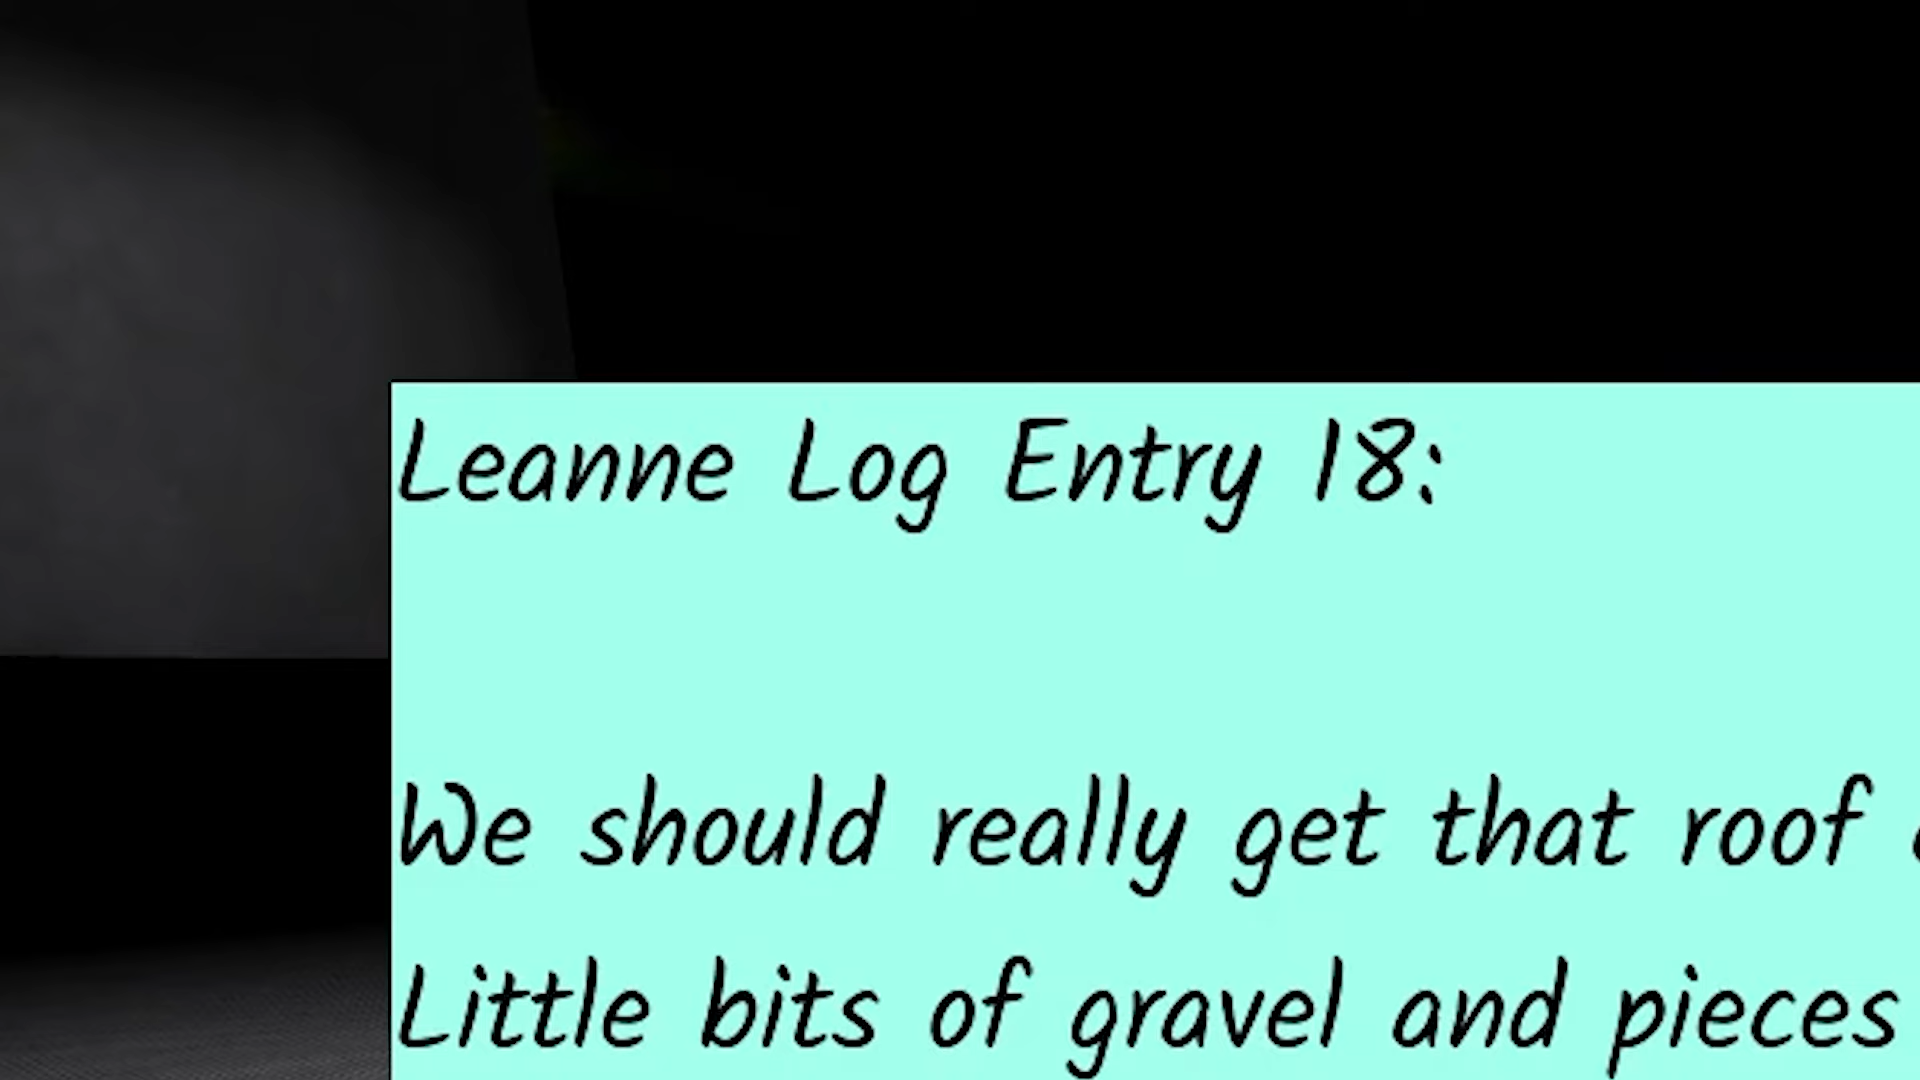 Leanne Log Entry 18:
We should really get that roof
Little bits of gravel and pieces